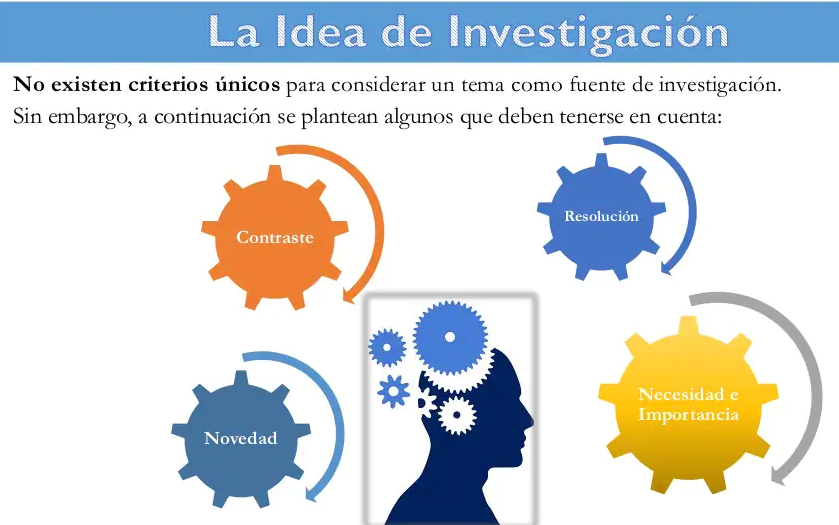 La Idea de Investigación
No existen criterios únicos para considerar un tema como fuente de investigación.
Sin embargo, a continuación se plantean algunos que deben tenerse en cuenta:
Contraste
Resolución
Novedad
Necesidad e
Importancia